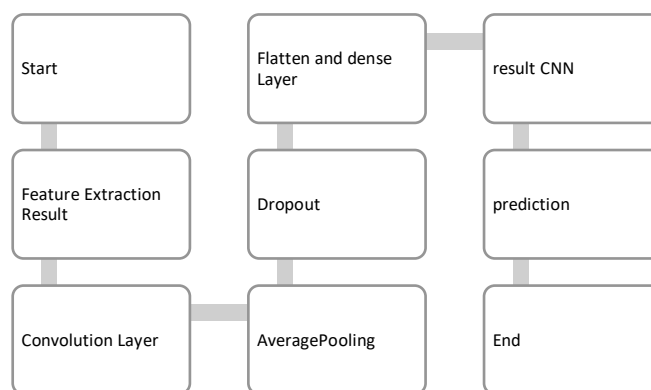 Start
Feature Extraction
Result
Convolution Layer
AveragePooling
Dropout
Flatten and dense
Layer
result CNN
prediction
End